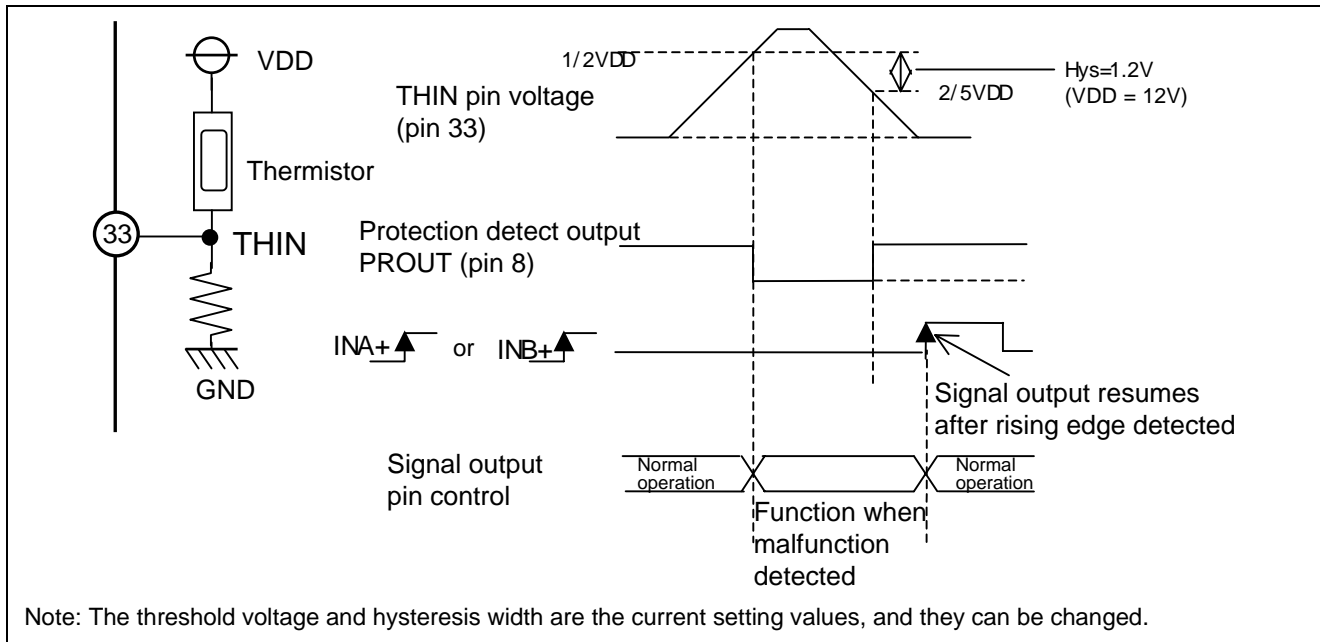 VDD
Thermistor
33
THIN
GND
1/2VDD
THIN pin voltage
(pin 33)
2/5VDD
Hys=1.2V
(VDD = 12V)
Protection detect output
PROUT (pin 8)
INA+ or INB+
Signal output resumes
after rising edge detected
Signal output
pin control
Normal
operation
Normal
operation
Function when
malfunction
detected
Note: The threshold voltage and hysteresis width are the current setting values, and they can be changed.